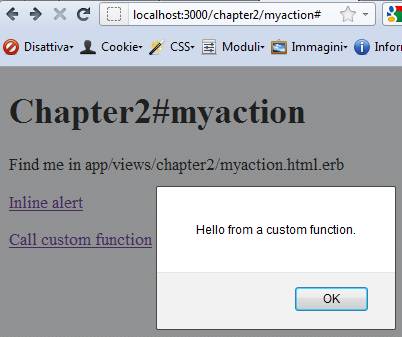 localhost:3000/chapter2/myaction#
Disattiva Cookie CSS Moduli Immagini
Chapter2#myaction
Find me in app/views/chapter2/myaction.html.erb
Inline alert
Call custom function
Hello from a custom function.
OK